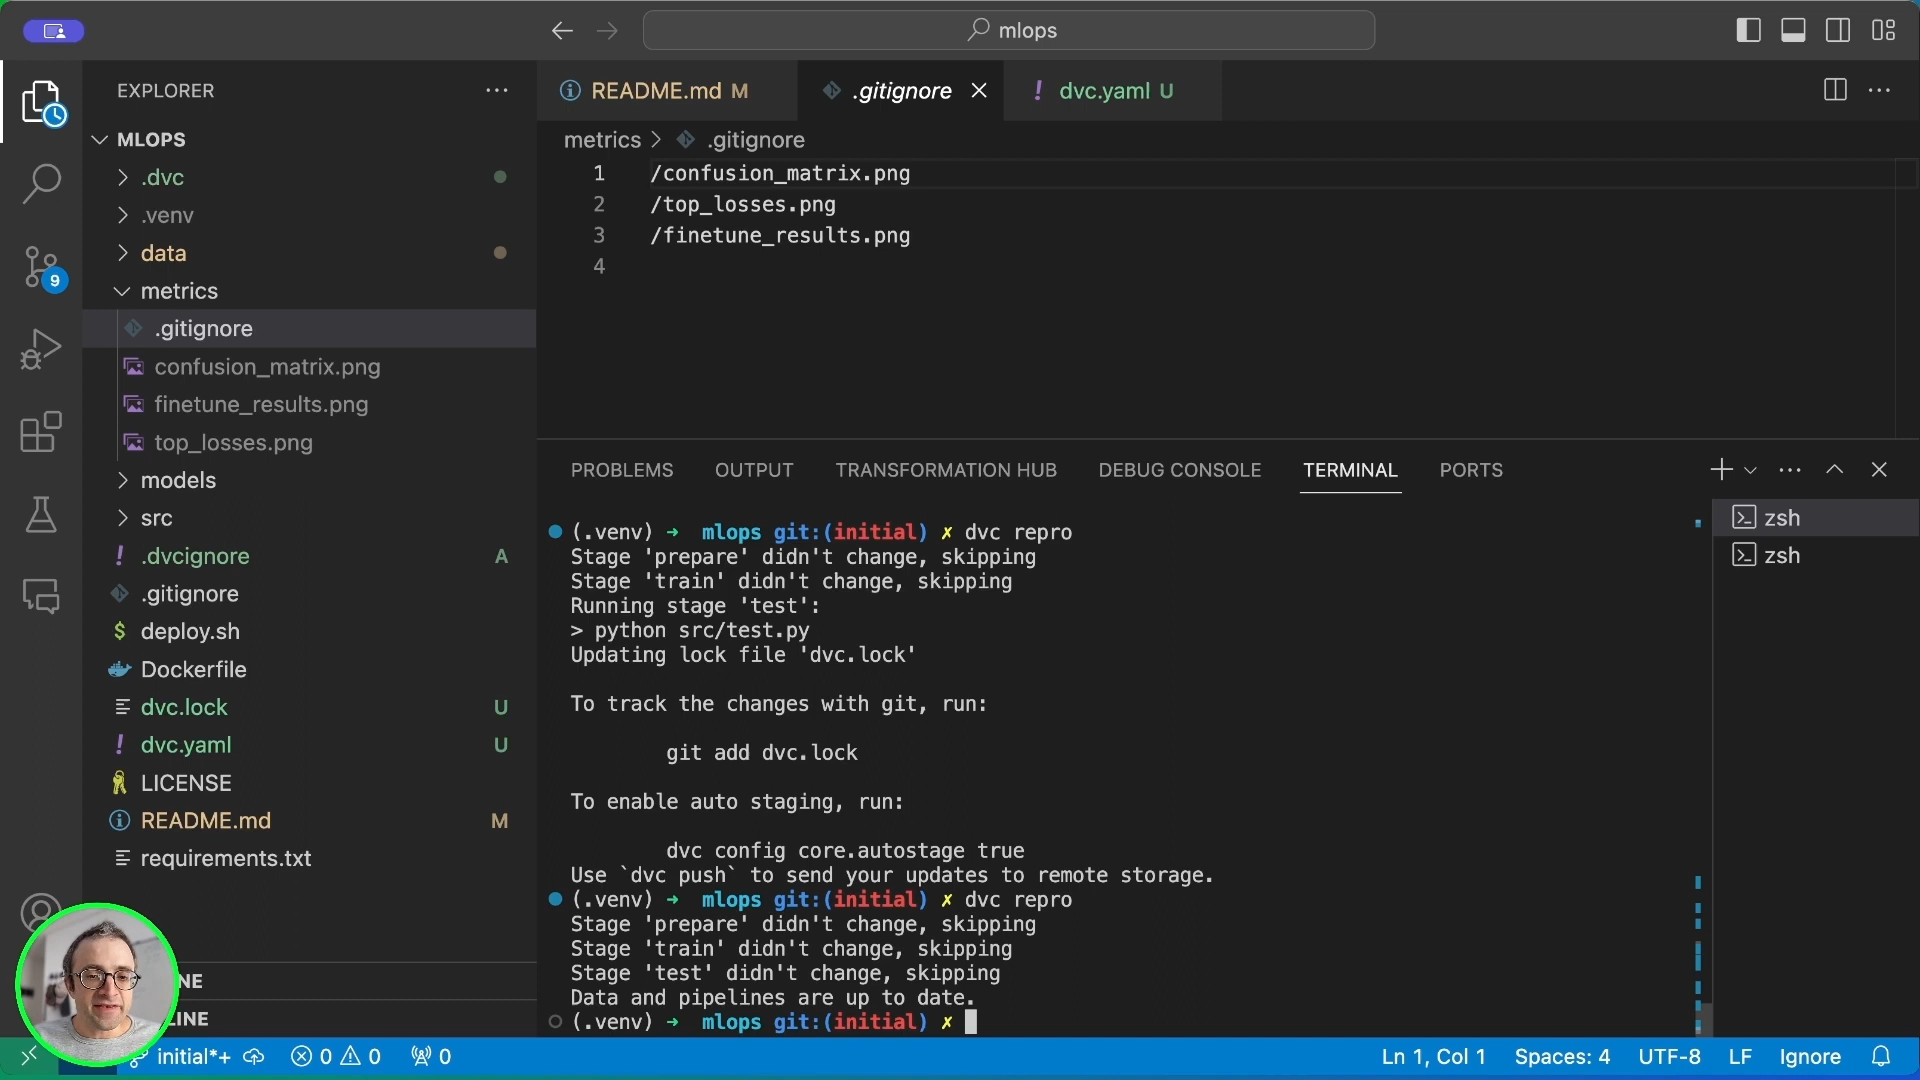 mlops
EXPLORER
README.md M
.gitignore
dvc.yaml U
MLOPS
metrics > .gitignore
.dvc
.venv
data
metrics
.gitignore
confusion_matrix.png
finetune_results.png
top_losses.png
models
src
.dvcignore A
.gitignore
deploy.sh
Dockerfile
dvc.lock U
dvc.yaml U
LICENSE
README.md M
requirements.txt
NE
LINE
9
1 /confusion_matrix.png
2 /top_losses.png
3 /finetune_results.png
4
PROBLEMS OUTPUT TRANSFORMATION HUB DEBUG CONSOLE TERMINAL PORTS
zsh
zsh
(.venv) ➜ mlops git:(initial) ✗ dvc repro
Stage 'prepare' didn't change, skipping
Stage 'train' didn't change, skipping
Running stage 'test':
> python src/test.py
Updating lock file 'dvc.lock'
To track the changes with git, run:
git add dvc.lock
To enable auto staging, run:
dvc config core.autostage true
Use `dvc push` to send your updates to remote storage.
(.venv) ➜ mlops git:(initial) ✗ dvc repro
Stage 'prepare' didn't change, skipping
Stage 'train' didn't change, skipping
Stage 'test' didn't change, skipping
Data and pipelines are up to date.
(.venv) ➜ mlops git:(initial) ✗
initial*+ 0 0 0 Ln 1, Col 1 Spaces: 4 UTF-8 LF Ignore